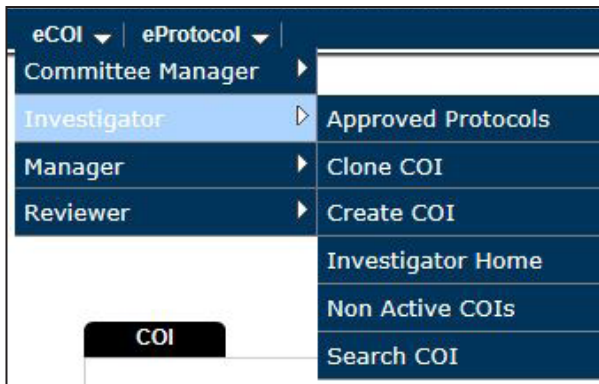 eCOI | eProtocol |
Committee Manager
Investigator
Manager
Reviewer
Approved Protocols
Clone COI
Create COI
Investigator Home
Non Active COIs
Search COI
COI